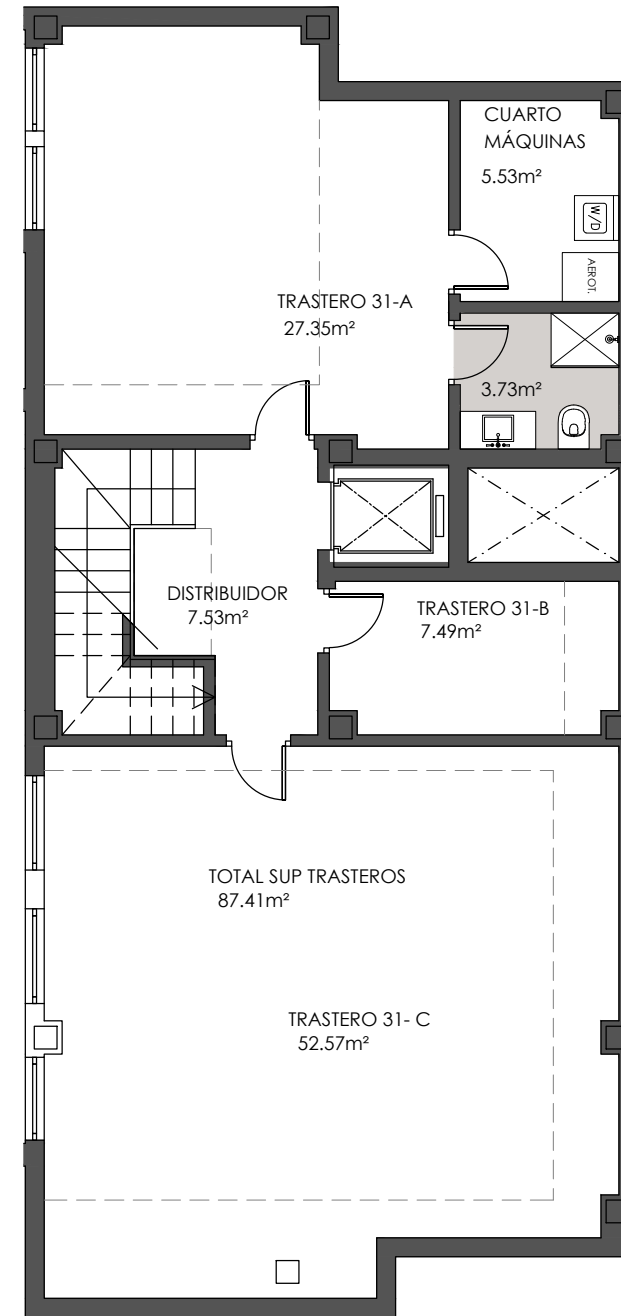 CUARTO
MÁQUINAS
5.53m²
W/D
AEROT.
TRASTERO 31-A
27.35m²
3.73m²
DISTRIBUIDOR
7.53m²
TRASTERO 31-B
7.49m²
TOTAL SUP TRASTEROS
87.41m²
TRASTERO 31- C
52.57m²